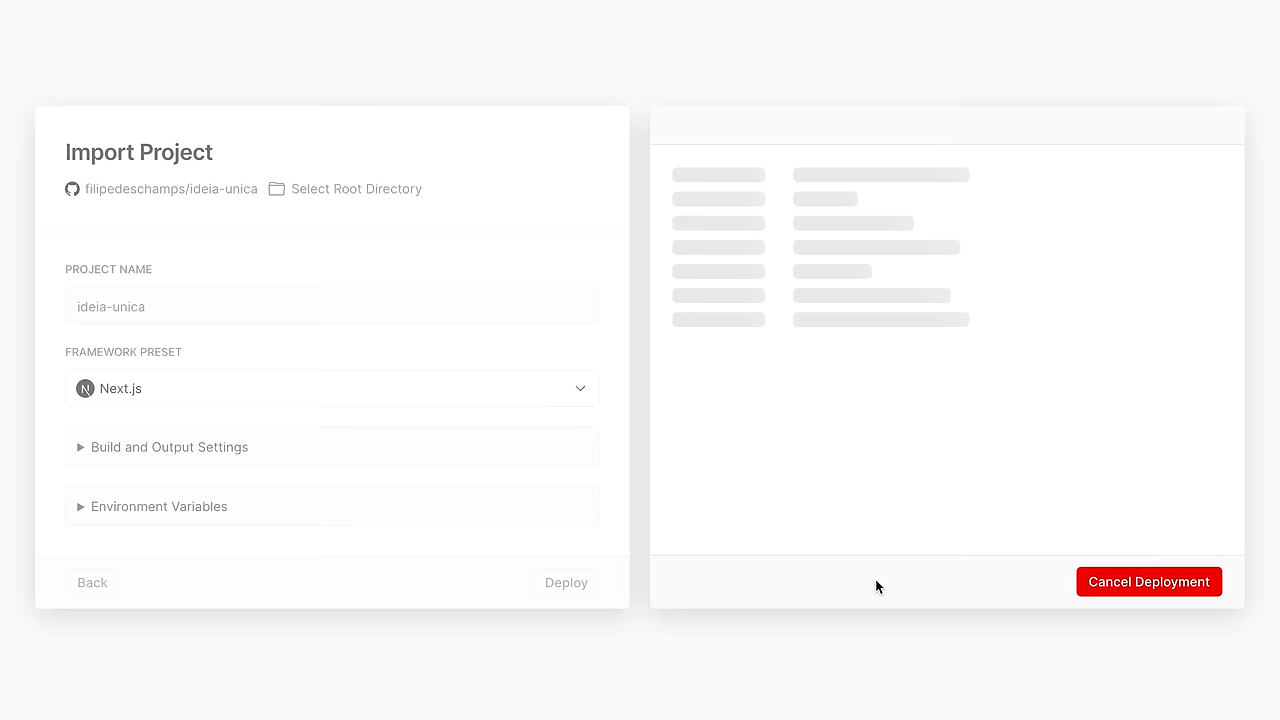 Import Project
filipedeschamps/ideia-unica Select Root Directory
PROJECT NAME
ideia-unica
FRAMEWORK PRESET
N Next.js
Build and Output Settings
Environment Variables
Back Deploy
Cancel Deployment